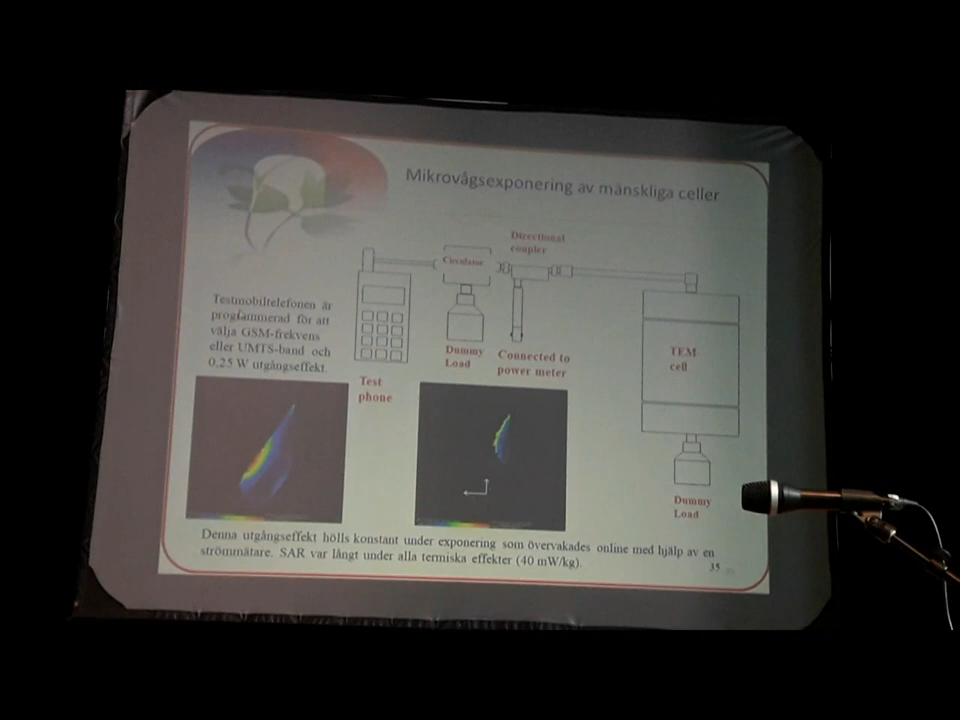 Mikrovågsexponering av mänskliga celler
Directional
coupler
Circulator
Testmobiltelefonen är
programmerad för att
välja GSM-frekvens
eller UMTS-band och
0,25 W utgångseffekt.
Dummy
Load
Connected to
power meter
TEM
cell
Test
phone
Dummy
Load
Denna utgångseffekt hölls konstant under exponering som övervakades online med hjälp av en
strömmätare. SAR var långt under alla termiska effekter (40 mW/kg).
35